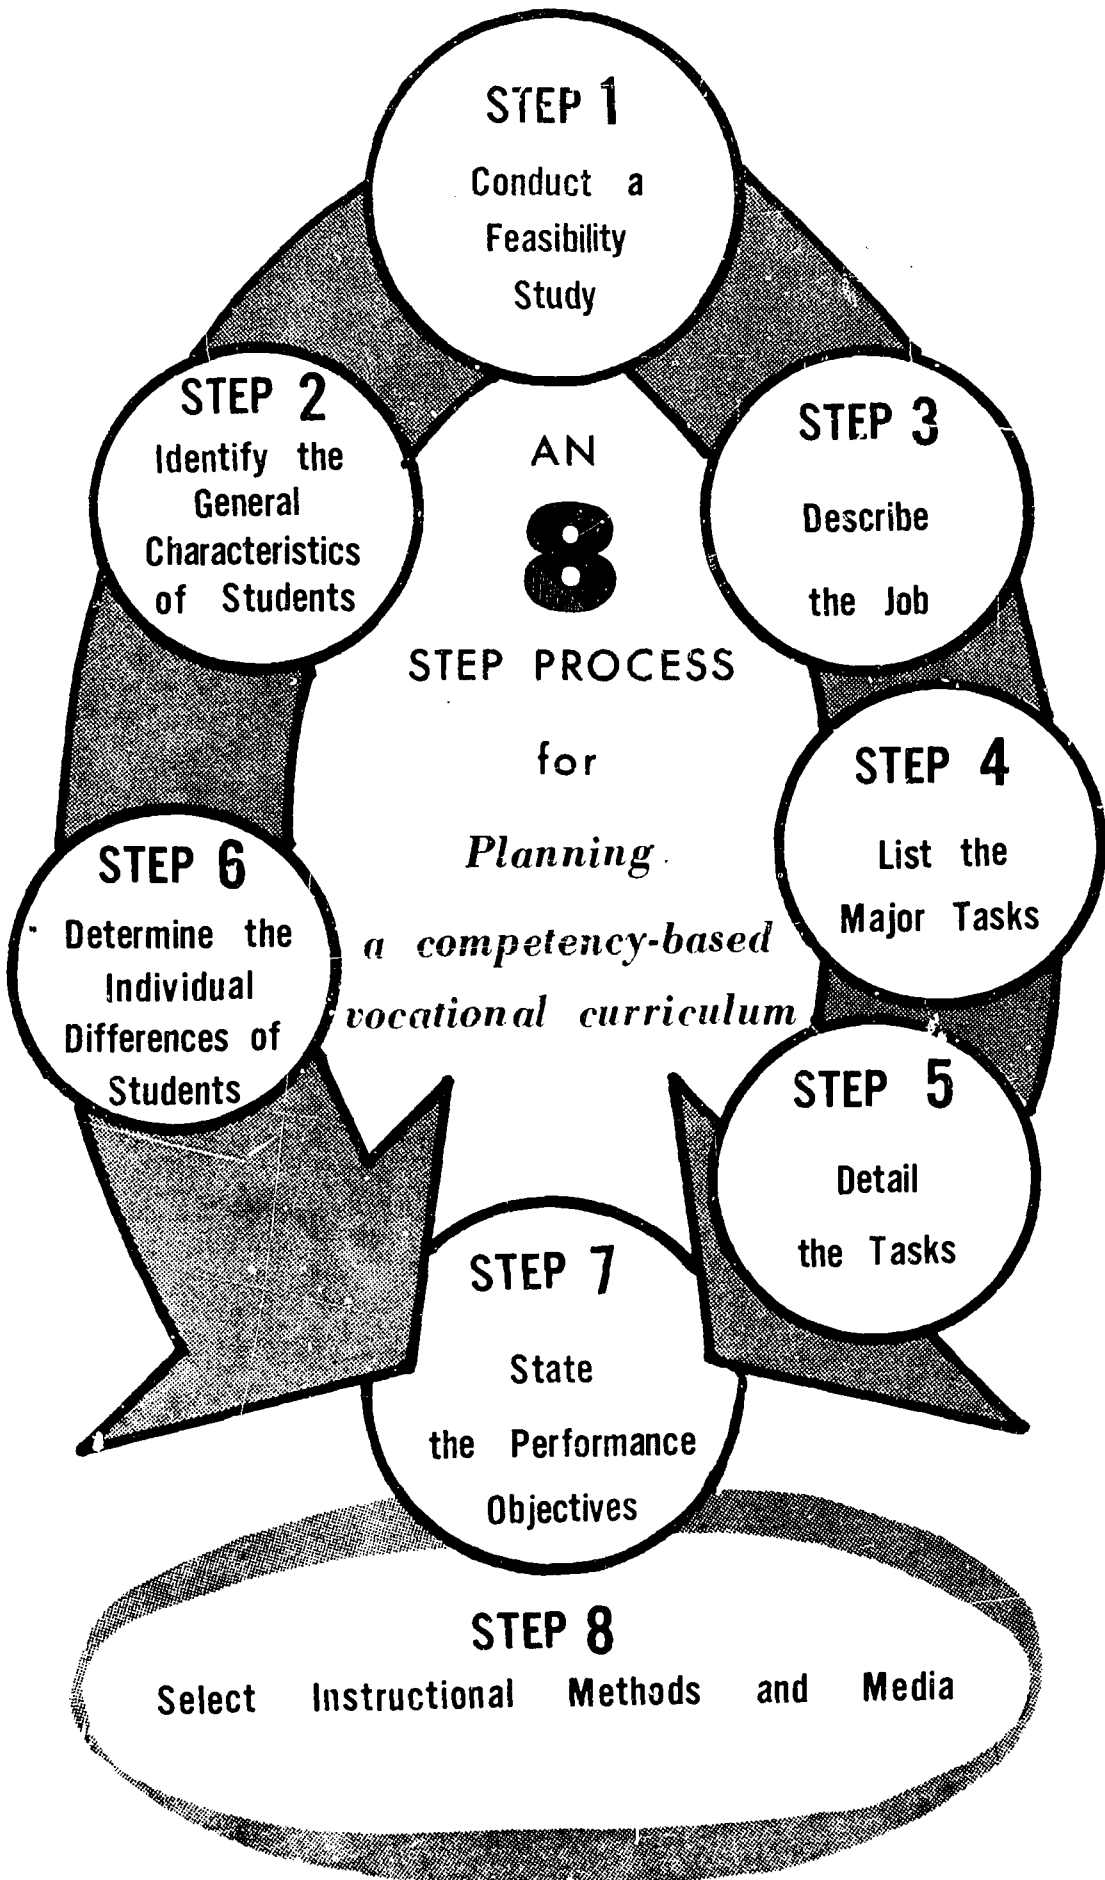 STEP 1
Conduct a
Feasibility
Study
STEP 2
Identify the
General
Characteristics
of Students
STEP 3
Describe
the Job
AN
8
STEP PROCESS
for
Planning
a competency-based
vocational curriculum
STEP 4
List the
Major Tasks
STEP 5
Detail
the Tasks
STEP 6
Determine the
Individual
Differences of
Students
STEP 7
State
the Performance
Objectives
STEP 8
Select Instructional Methods and Media